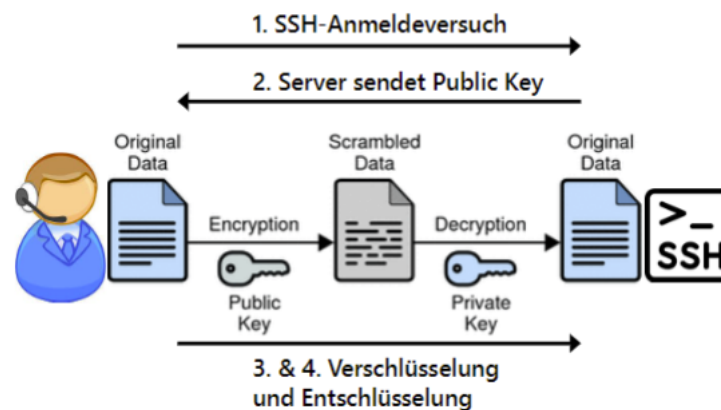 1. SSH-Anmeldeversuch
2. Server sendet Public Key
Original
Data
Scrambled
Data
Original
Data
Encryption
Decryption
Public
Key
Private
Key
>_
SSH
3. & 4. Verschlüsselung
und Entschlüsselung